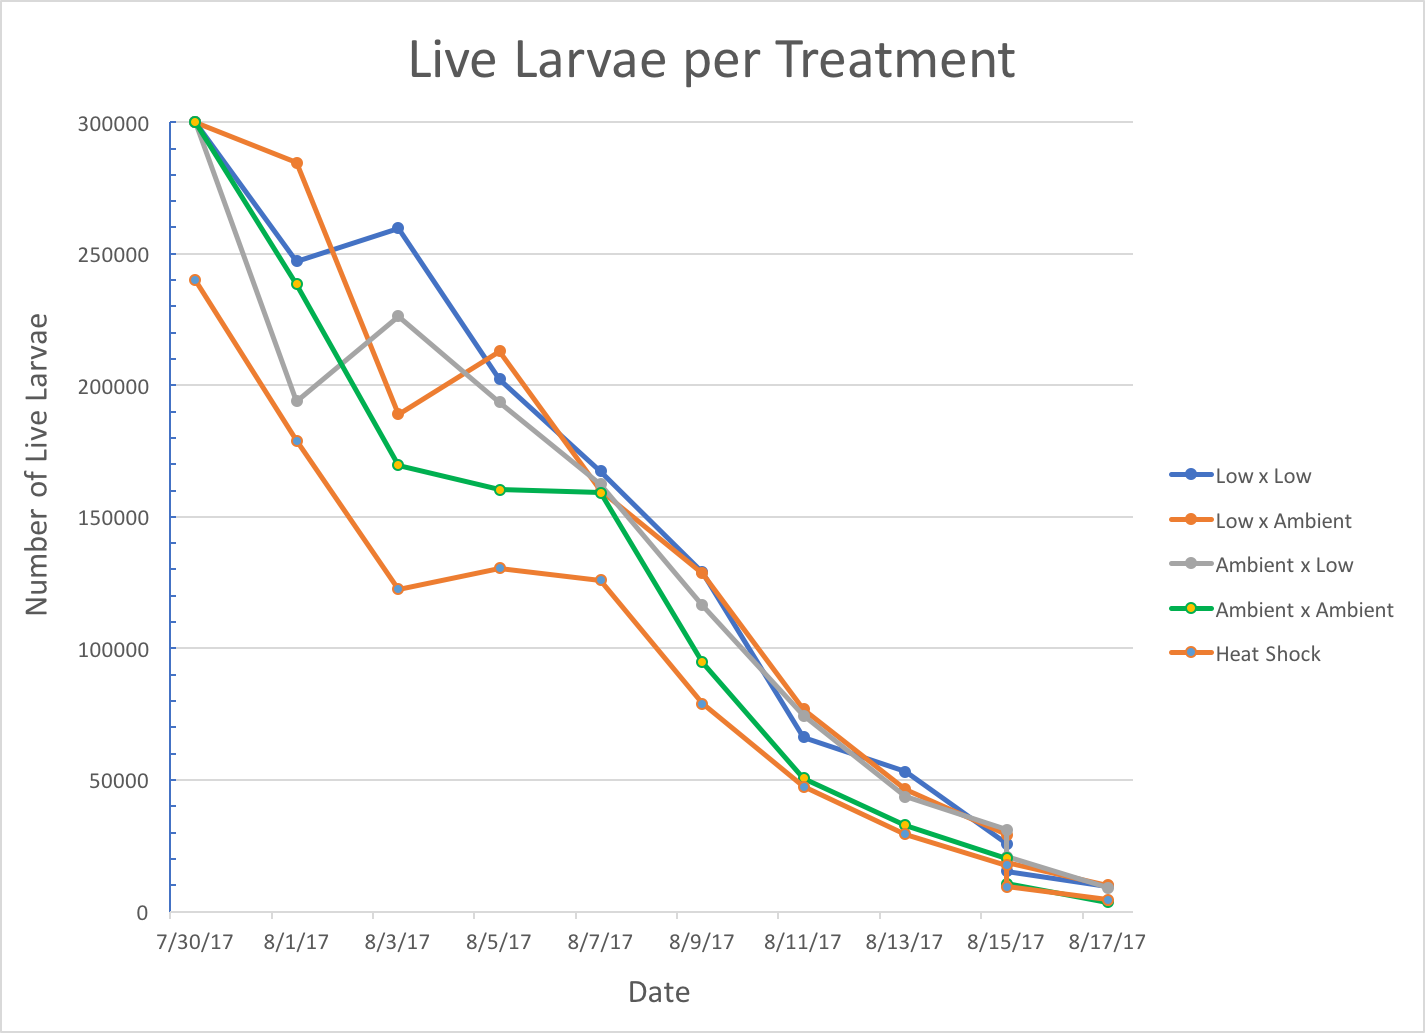 Live Larvae per Treatment
Number of Live Larvae
300000
250000
200000
150000
100000
50000
0
7/30/17 8/1/17 8/3/17 8/5/17 8/7/17 8/9/17 8/11/17 8/13/17 8/15/17 8/17/17
Date
Low x Low
Low x Ambient
Ambient x Low
Ambient x Ambient
Heat Shock